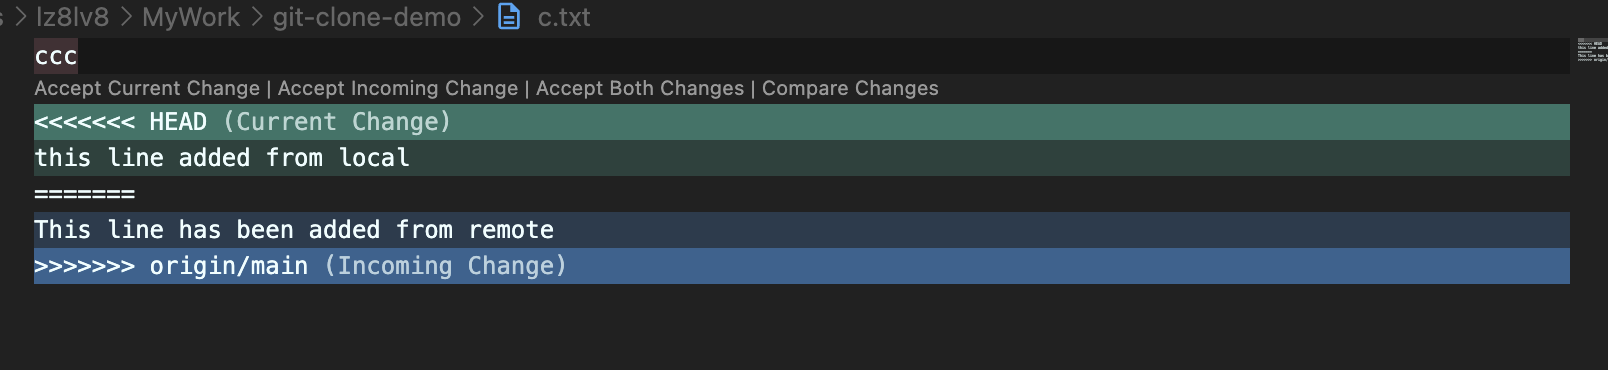 s > lz8lv8 > MyWork > git-clone-demo > c.txt
ccc
Accept Current Change | Accept Incoming Change | Accept Both Changes | Compare Changes
<<<<<<< HEAD (Current Change)
this line added from local
=======
This line has been added from remote
>>>>>>> origin/main (Incoming Change)